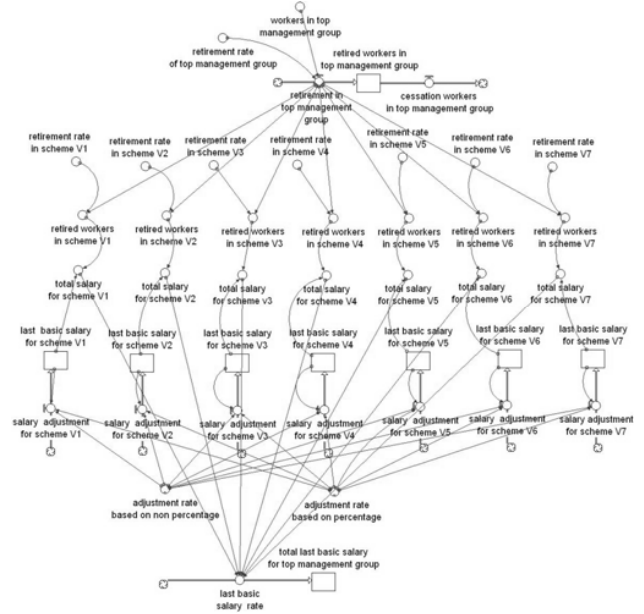 workers in top
management group
retirement rate
of top management group
retired workers in
top management group
retirement in
top management
group
cessation workers
in top management group
retirement rate
in scheme V1
retirement rate
in scheme V2
retirement rate
in scheme V3
retirement rate
in scheme V4
retirement rate
in scheme V5
retirement rate
in scheme V6
retirement rate
in scheme V7
retired workers
in scheme V1
retired workers
in scheme V2
retired workers
in scheme V3
retired workers
in scheme V4
retired workers
in scheme V5
retired workers
in scheme V6
retired workers
in scheme V7
total salary
for scheme V1
total salary
for scheme V2
total salary
for scheme v3
total salary
for scheme V4
total salary
for scheme V5
total salary
for scheme V6
total salary
for scheme V7
last basic salary
for scheme V1
last basic salary
for scheme V2
last basic salary
for scheme V3
last basic salary
for scheme V4
last basic salary
for scheme V5
last basic salary
for scheme V6
last basic salary
for scheme V7
salary adjustment
for scheme V1
salary adjustment
for scheme V2
salary adjustment
for scheme V3
salary adjustment
for scheme V4
salary adjustment
for scheme V5
salary adjustment
for scheme V6
salary adjustment
for scheme V7
adjustment rate
based on non percentage
adjustment rate
based on percentage
total last basic salary
for top management group
last basic
salary rate